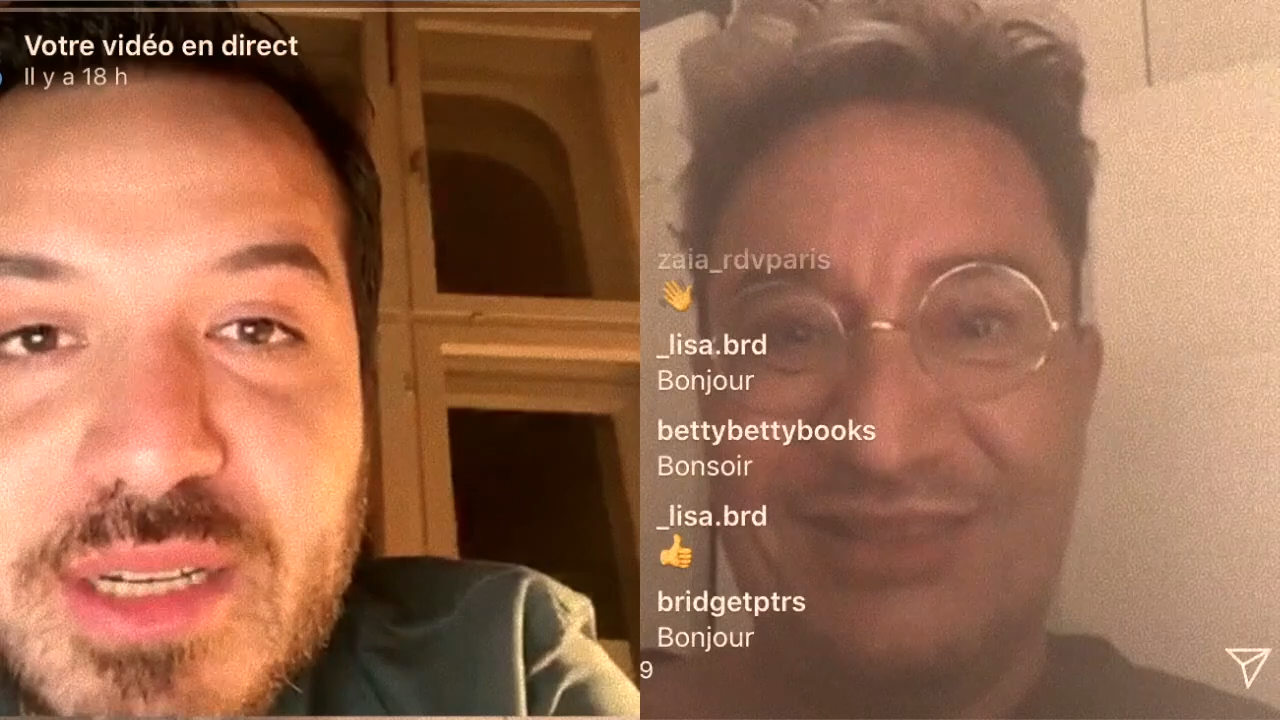 Votre vidéo en direct
Il y a 18 h
zaia_rdvparis
👋
_lisa.brd
Bonjour
bettybettybooks
Bonsoir
_lisa.brd
👍
bridgetptrs
Bonjour
9